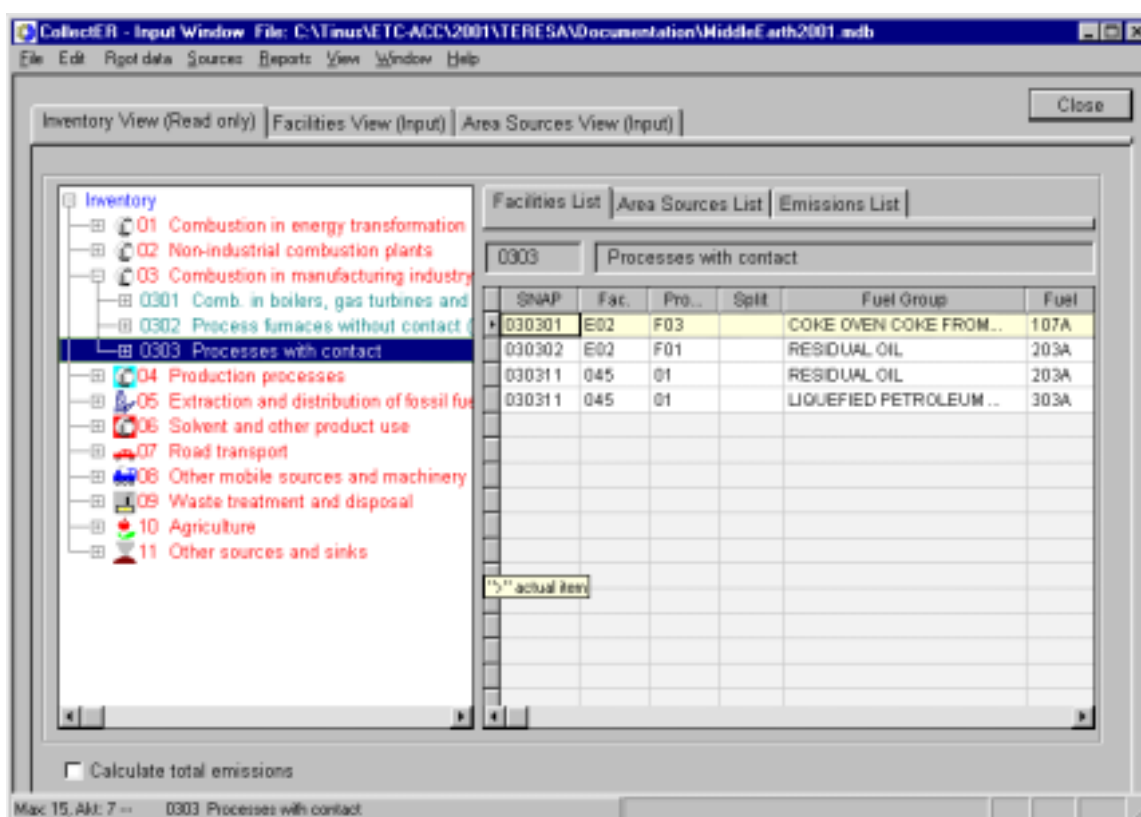 CollectER - Input Window File: C:\Tinus\ETC-ACC\2001\TERESA\Documentation\MiddleEarth2001.mdb
File Edit Rgot data Sources Reports View Window Help
Close
Inventory View (Read only) Facilities View (Input) Area Sources View (Input)
Inventory
01 Combustion in energy transformation
02 Non-industrial combustion plants
03 Combustion in manufacturing industry
0301 Comb. in boilers, gas turbines and
0302 Process furnaces without contact (
0303 Processes with contact
04 Production processes
05 Extraction and distribution of fossil fue
06 Solvent and other product use
07 Road transport
08 Other mobile sources and machinery
09 Waste treatment and disposal
10 Agriculture
11 Other sources and sinks
Facilities List Area Sources List Emissions List
0303 Processes with contact
SNAP Fac. Pro... Split Fuel Group Fuel
030301 E02 F03 COKE OVEN COKE FROM... 107A
030302 E02 F01 RESIDUAL OIL 203A
030311 045 01 RESIDUAL OIL 203A
030311 045 01 LIQUEFIED PETROLEUM ... 303A
">" actual item
Calculate total emissions
Max: 15, Akt: 7 -- 0303 Processes with contact